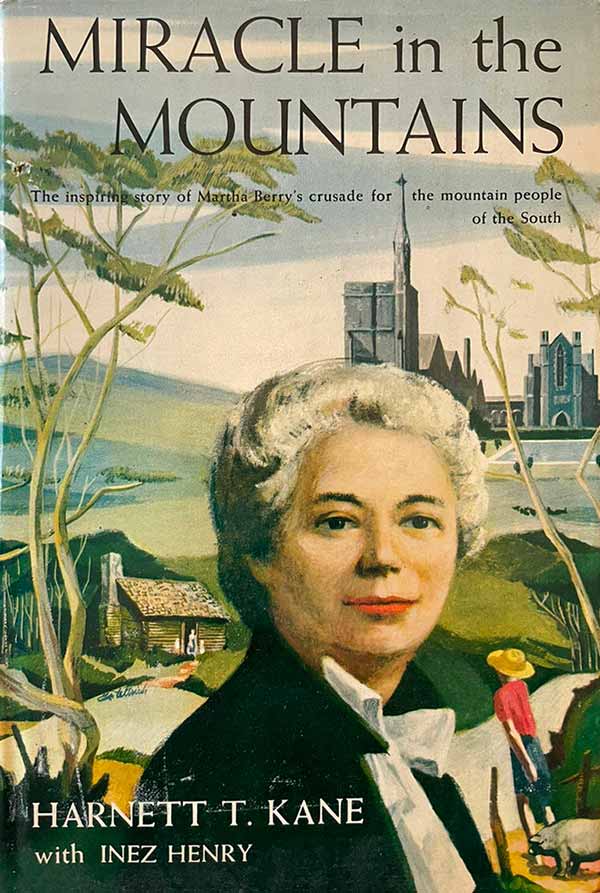 MIRACLE in the
MOUNTAINS
The inspiring story of Martha Berry's crusade for the mountain people
of the South
HARNETT T. KANE
with INEZ HENRY